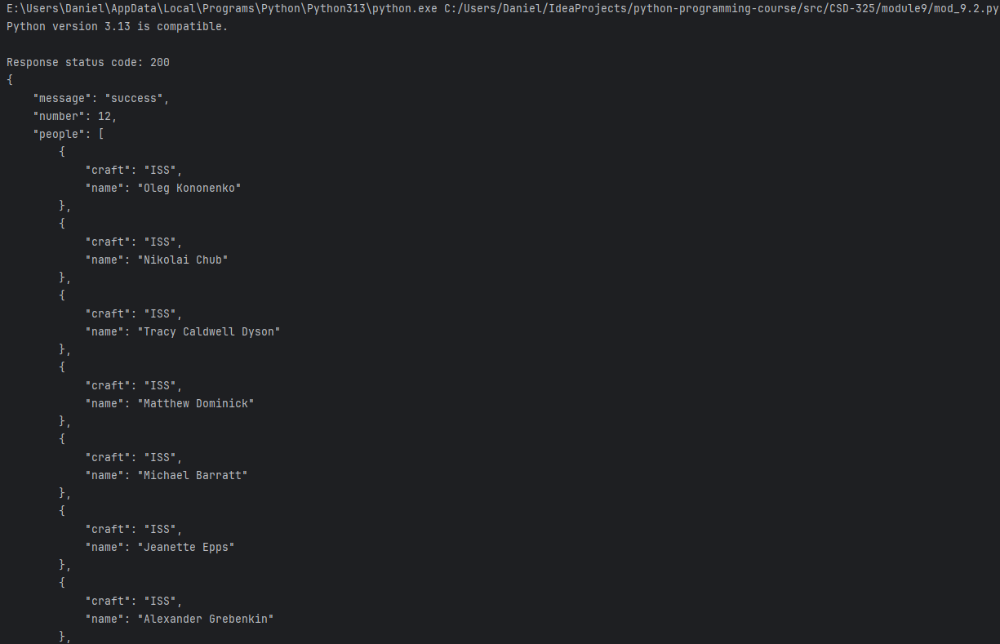 E:\Users\Daniel\AppData\Local\Programs\Python\Python313\python.exe C:/Users/Daniel/IdeaProjects/python-programming-course/src/CSD-325/module9/mod_9.2.py
Python version 3.13 is compatible.

Response status code: 200
{
    "message": "success",
    "number": 12,
    "people": [
        {
            "craft": "ISS",
            "name": "Oleg Kononenko"
        },
        {
            "craft": "ISS",
            "name": "Nikolai Chub"
        },
        {
            "craft": "ISS",
            "name": "Tracy Caldwell Dyson"
        },
        {
            "craft": "ISS",
            "name": "Matthew Dominick"
        },
        {
            "craft": "ISS",
            "name": "Michael Barratt"
        },
        {
            "craft": "ISS",
            "name": "Jeanette Epps"
        },
        {
            "craft": "ISS",
            "name": "Alexander Grebenkin"
        },